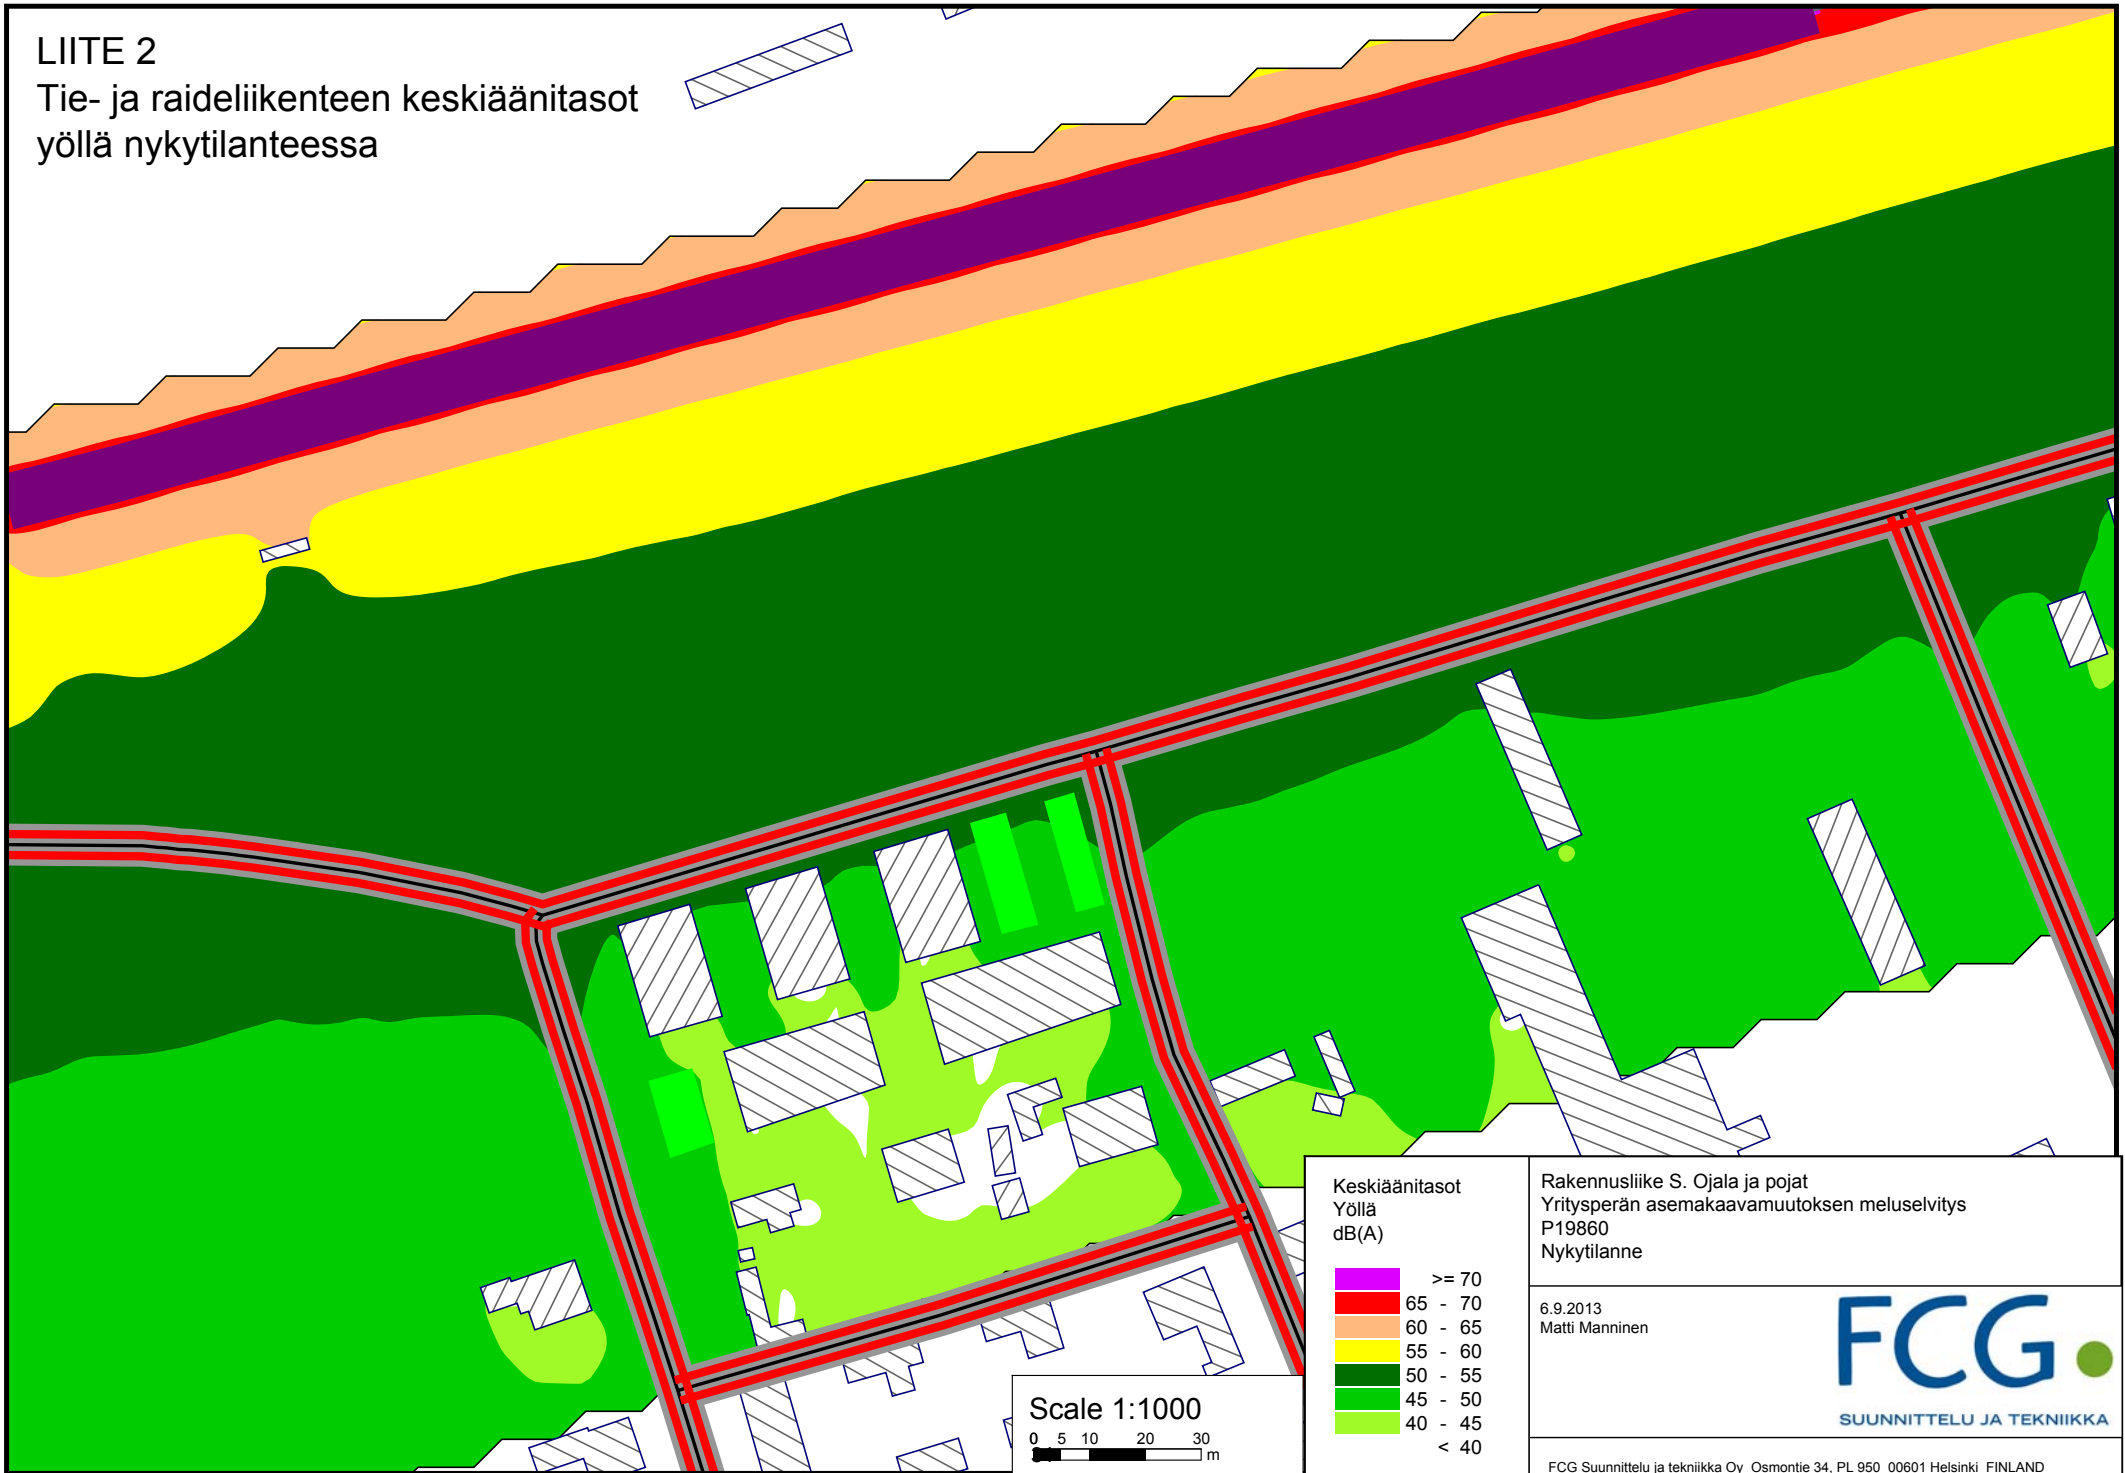 LIITE 2
Tie- ja raideliikenteen keskiäänitasot
yöllä nykytilanteessa
Scale 1:1000
0 5 10 20 30
m
Keskiäänitasot
Yöllä
dB(A)
>= 70
65 - 70
60 - 65
55 - 60
50 - 55
45 - 50
40 - 45
< 40
Rakennusliike S. Ojala ja pojat
Yritysperän asemakaavamuutoksen meluselvitys
P19860
Nykytilanne
6.9.2013
Matti Manninen
FCG
SUUNNITTELU JA TEKNIIKKA
FCG Suunnittelu ja tekniikka Oy Osmontie 34, PL 950 00601 Helsinki FINLAND